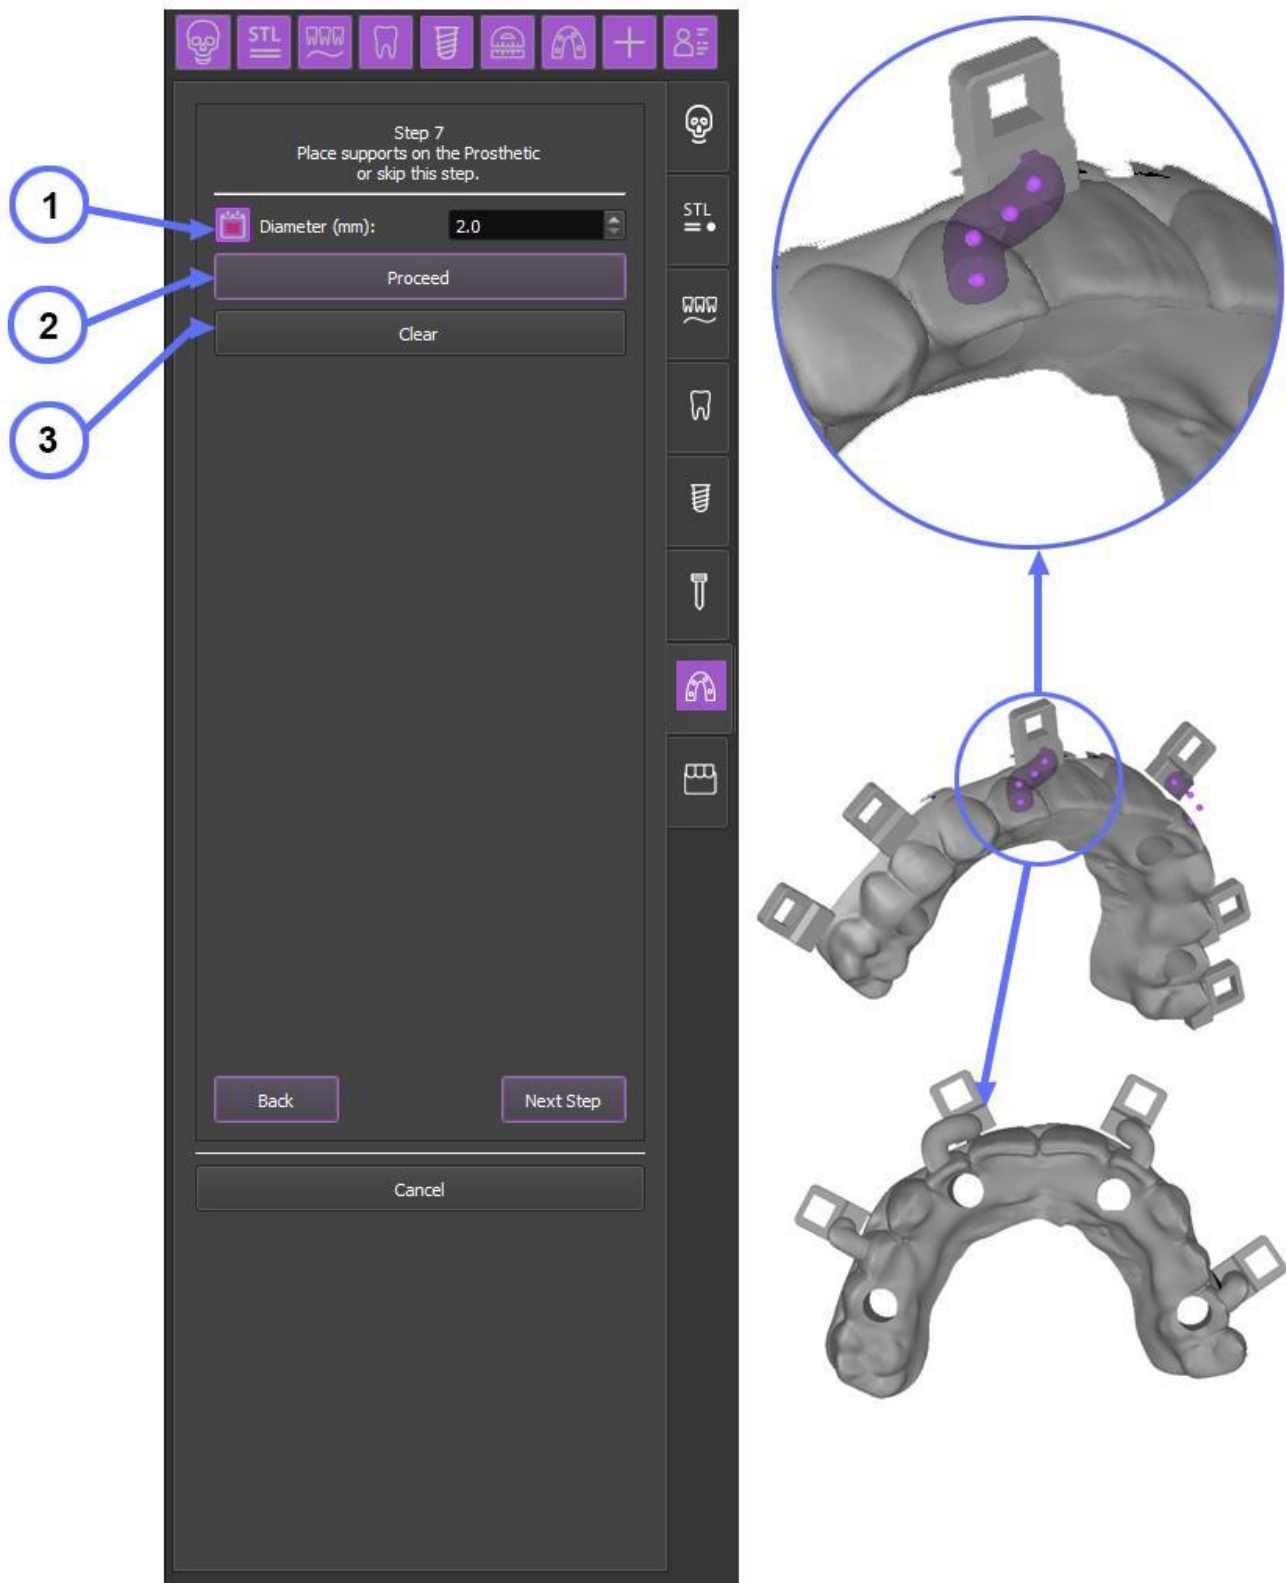 STL
Step 7
Place supports on the Prosthetic
or skip this step.
1
Diameter (mm): 2.0
STL
2
Proceed
3
Clear
Back Next Step
Cancel